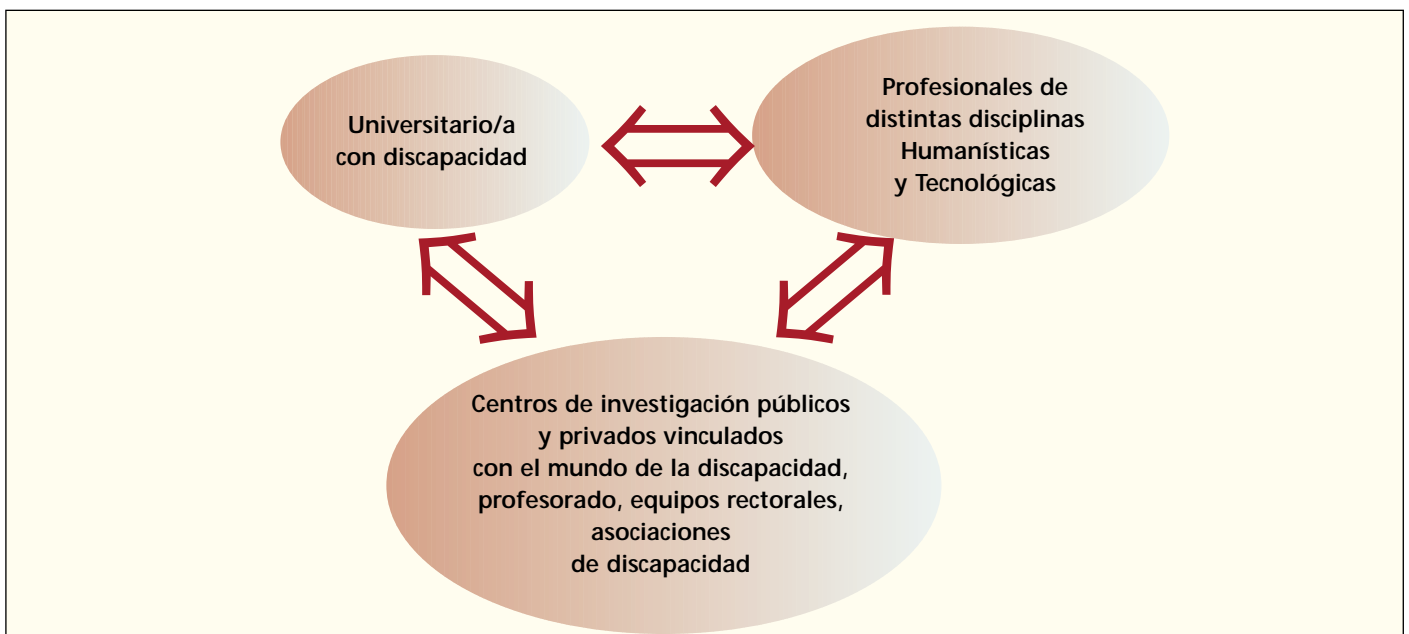 Universitario/a
con discapacidad
Profesionales de
distintas disciplinas
Humanísticas
y Tecnológicas
Centros de investigación públicos
y privados vinculados
con el mundo de la discapacidad,
profesorado, equipos rectorales,
asociaciones
de discapacidad